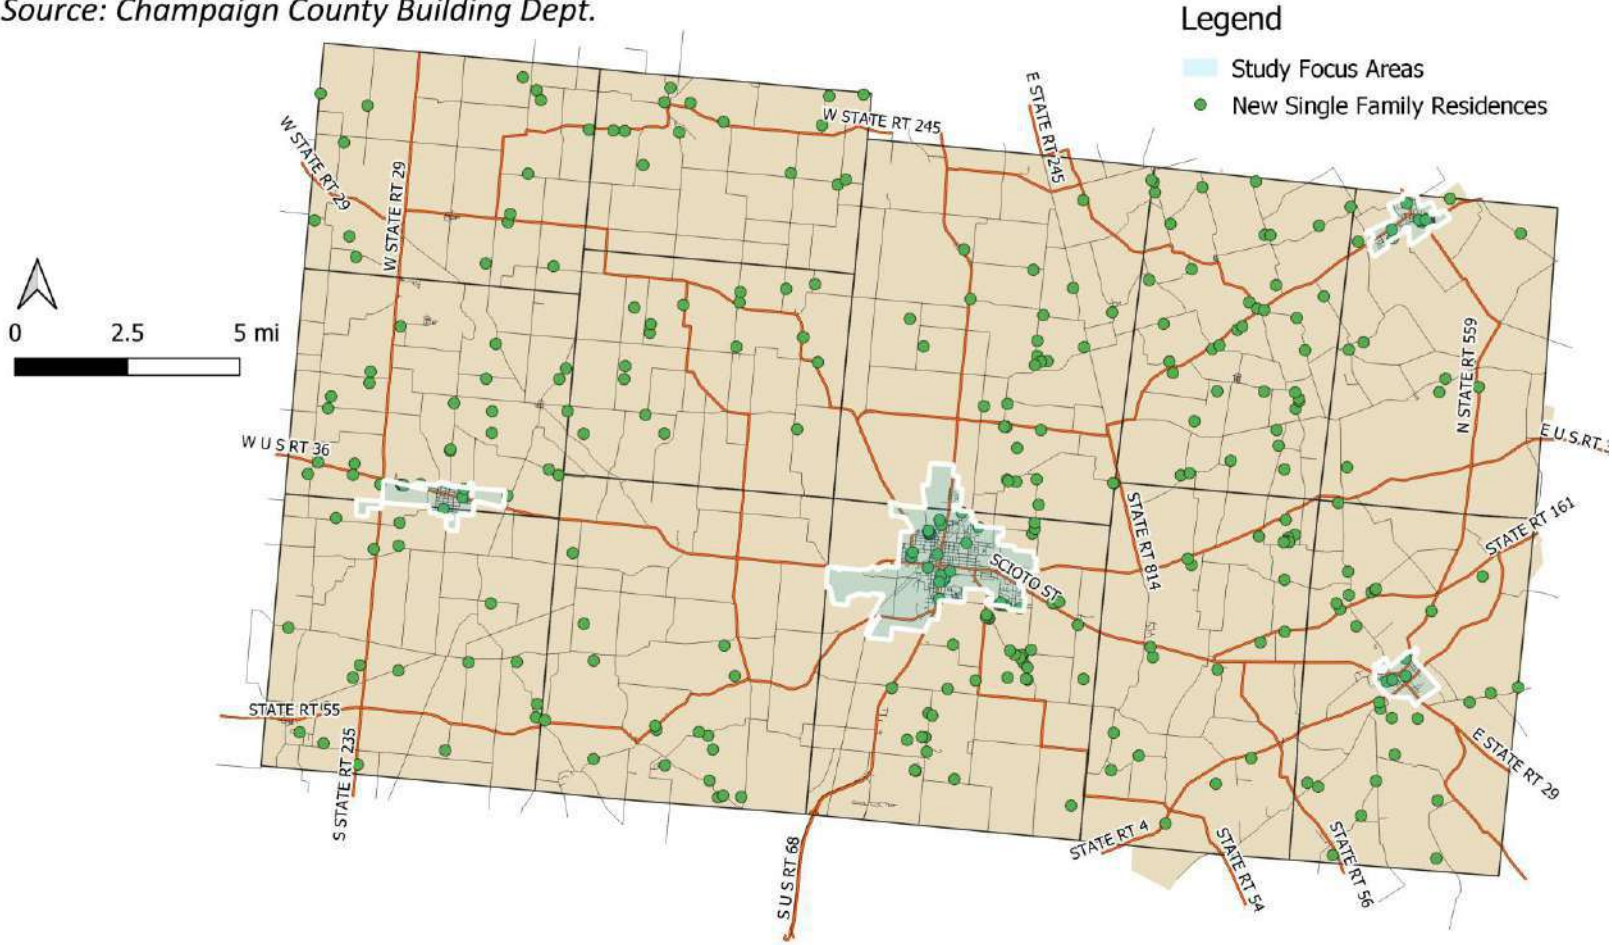 Source: Champaign County Building Dept.
Legend
Study Focus Areas
New Single Family Residences
W STATE RT 245
E STATE RT 245
W STATE RT 29
W STATE RT 29
0 2.5 5 mi
N STATE RT 559
W U S RT 36
E U.S.RT.
STATE RT 161
STATE RT 814
SCIOTO ST
STATE RT 55
S STATE RT 235
E STATE RT 29
STATE RT 4
S U S RT 68
STATE RT 54
STATE RT 56